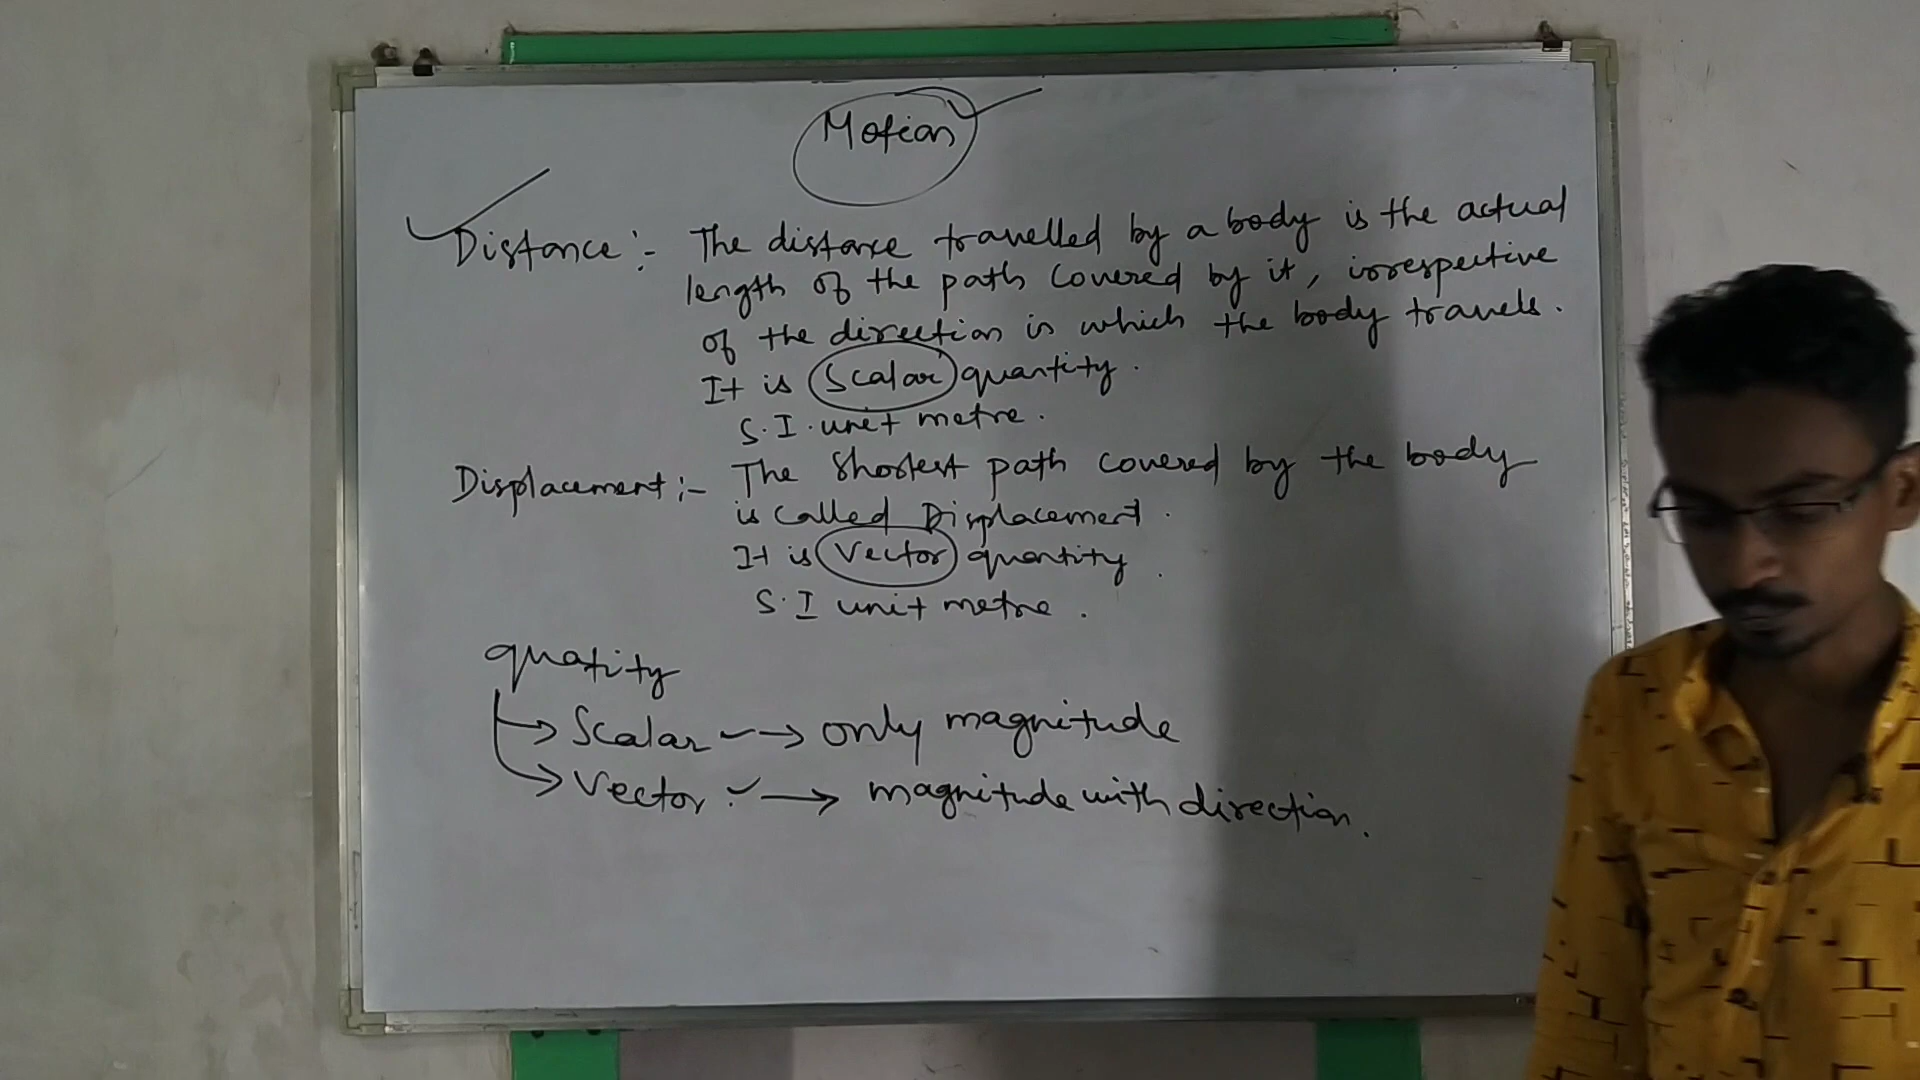 Motion
Distance :- The distance travelled by a body is the actual
length of the path covered by it, irrespective
of the direction in which the body travels.
It is Scalar quantity.
S.I. unit metre.
Displacement :- The Shortest path covered by the body
is called Displacement.
It is Vector quantity.
S.I unit metre.
quatity
→ Scalar → only magnitude
→ Vector → magnitude with direction.